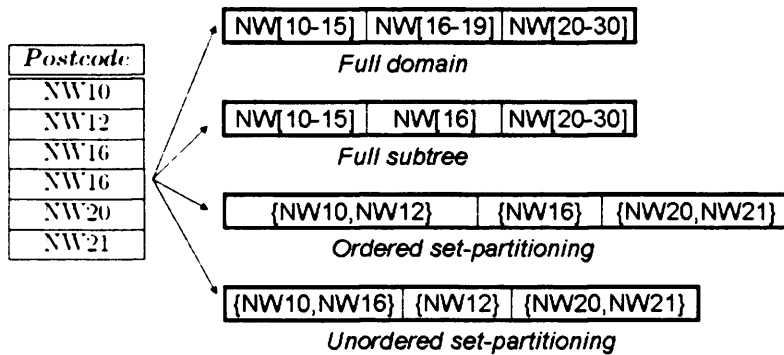 Postcode
NW10
NW12
NW16
NW16
NW20
NW21
NW[10-15] NW[16-19] NW[20-30]
Full domain
NW[10-15] NW[16] NW[20-30]
Full subtree
{NW10,NW12} {NW16} {NW20,NW21}
Ordered set-partitioning
{NW10,NW16} {NW12} {NW20,NW21}
Unordered set-partitioning